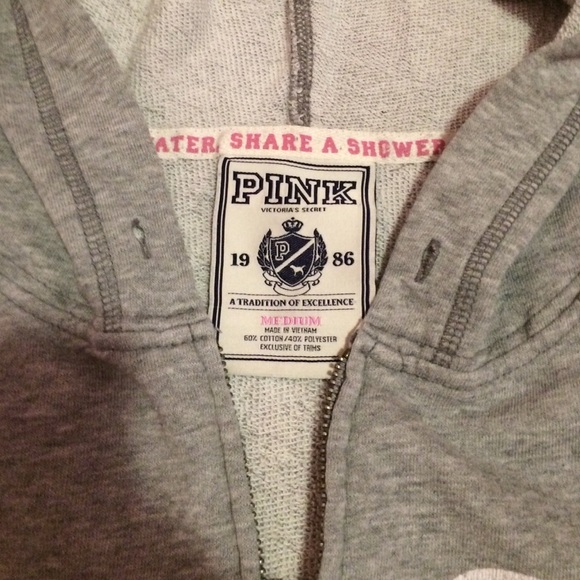 ATER. SHARE A SHOWER
PINK
VICTORIA'S SECRET
P
19 86
A TRADITION OF EXCELLENCE
MEDIUM
MADE IN VIETNAM
60% COTTON/40% POLYESTER
EXCLUSIVE OF TRIMS